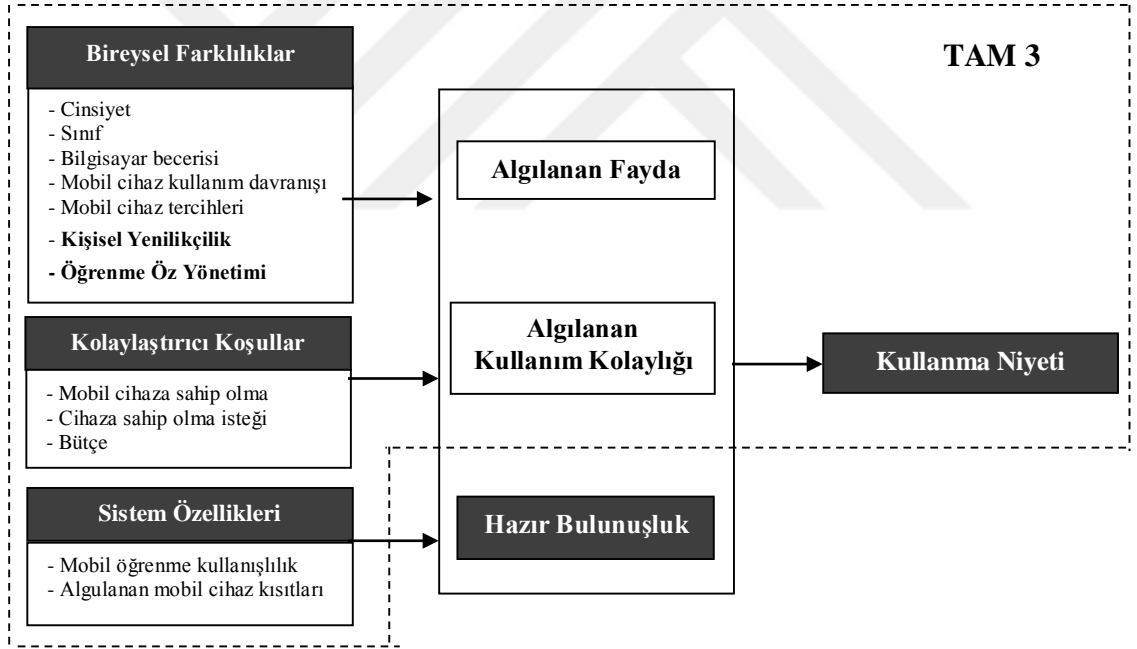 TAM 3
Bireysel Farklılıklar
- Cinsiyet
- Sınıf
- Bilgisayar becerisi
- Mobil cihaz kullanım davranışı
- Mobil cihaz tercihleri
- Kişisel Yenilikçilik
- Öğrenme Öz Yönetimi
Kolaylaştırıcı Koşullar
- Mobil cihaza sahip olma
- Cihaza sahip olma isteği
- Bütçe
Sistem Özellikleri
- Mobil öğrenme kullanışlılık
- Algulanan mobil cihaz kısıtları
Algılanan Fayda
Algılanan
Kullanım Kolaylığı
Hazır Bulunuşluk
Kullanma Niyeti